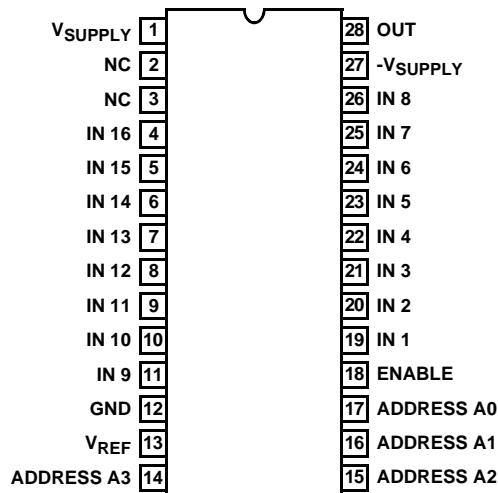 VSUPPLY 1 28 OUT
NC 2 27 -VSUPPLY
NC 3 26 IN 8
IN 16 4 25 IN 7
IN 15 5 24 IN 6
IN 14 6 23 IN 5
IN 13 7 22 IN 4
IN 12 8 21 IN 3
IN 11 9 20 IN 2
IN 10 10 19 IN 1
IN 9 11 18 ENABLE
GND 12 17 ADDRESS A0
VREF 13 16 ADDRESS A1
ADDRESS A3 14 15 ADDRESS A2